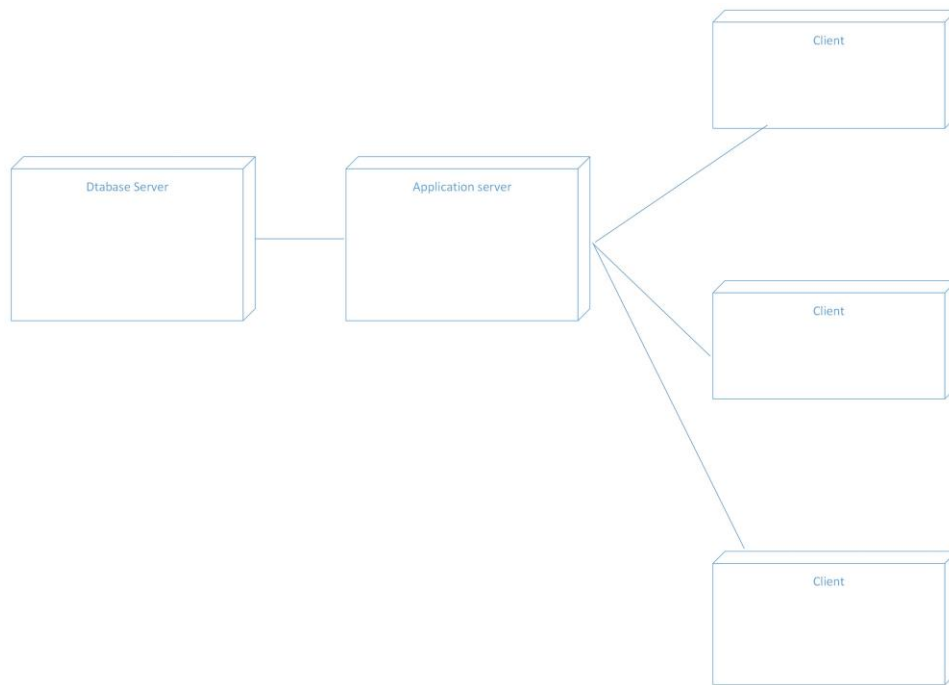 Client
Dtabase Server
Application server
Client
Client